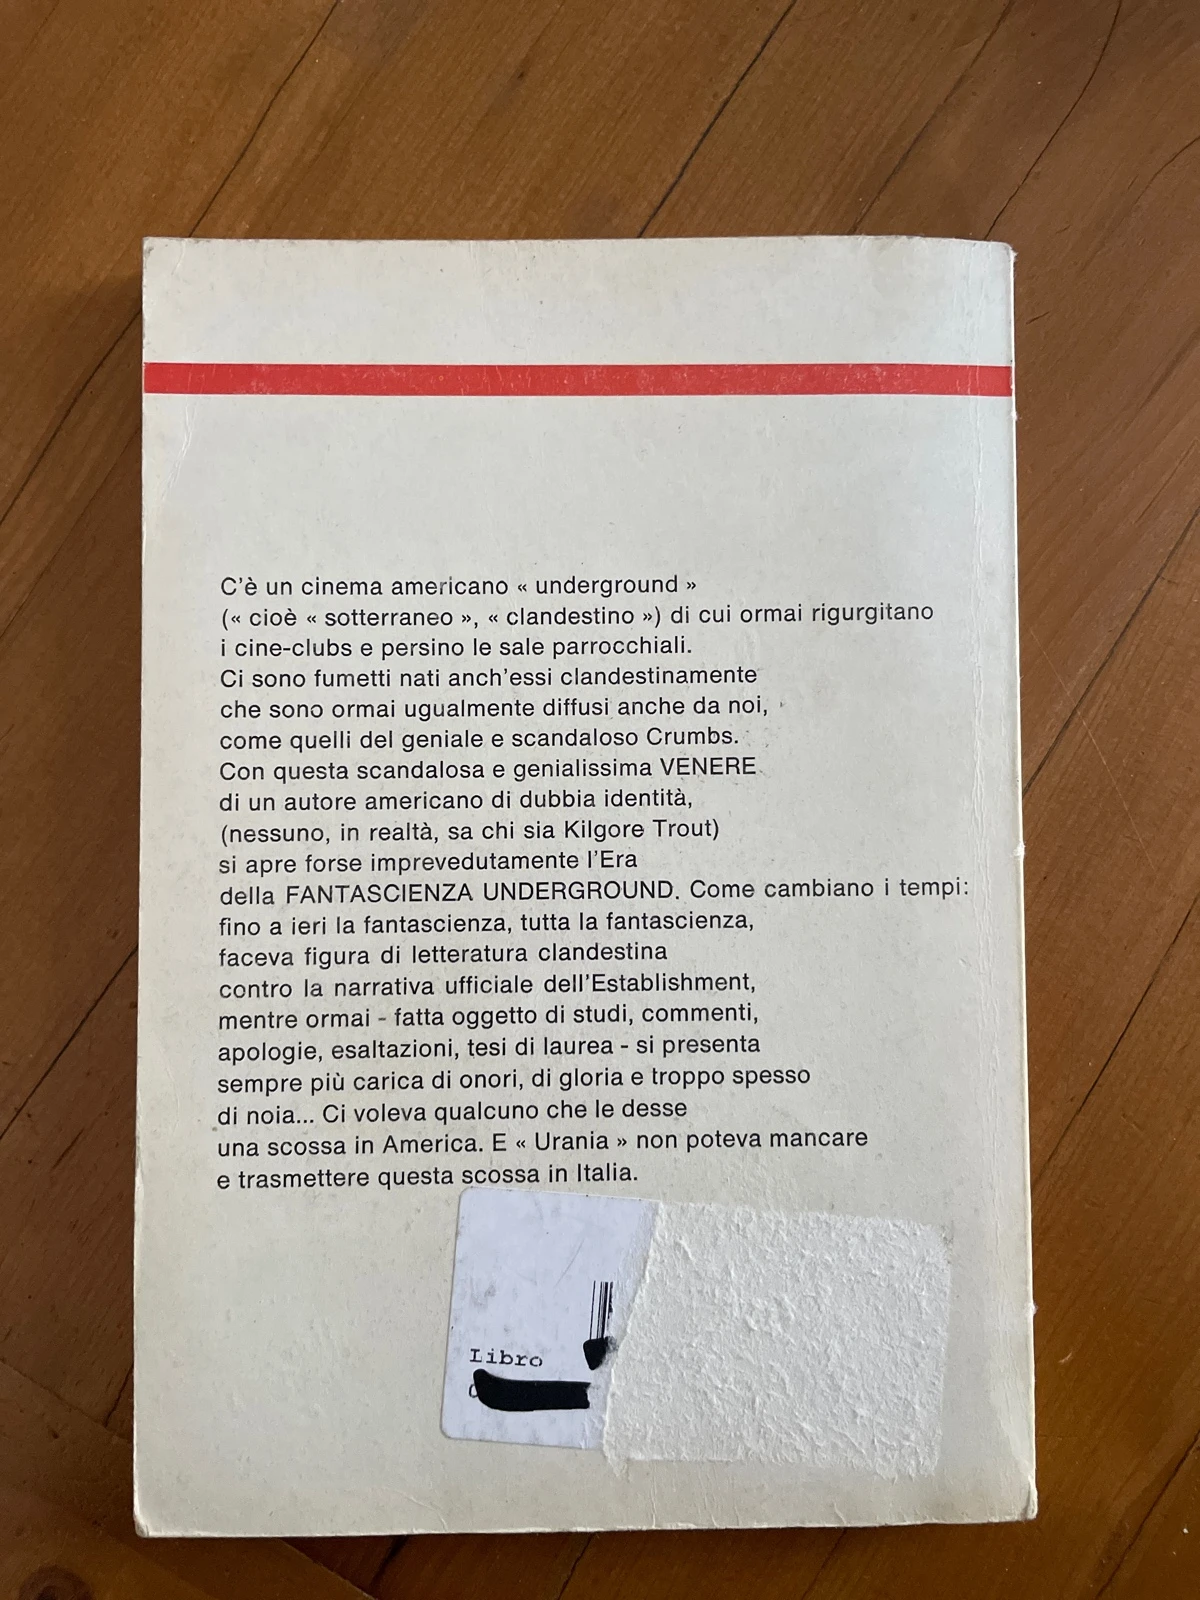 C'è un cinema americano « underground »
(« cioè « sotterraneo », « clandestino ») di cui ormai rigurgitano
i cine-clubs e persino le sale parrocchiali.
Ci sono fumetti nati anch'essi clandestinamente
che sono ormai ugualmente diffusi anche da noi,
come quelli del geniale e scandaloso Crumbs.
Con questa scandalosa e genialissima VENERE
di un autore americano di dubbia identità,
(nessuno, in realtà, sa chi sia Kilgore Trout)
si apre forse imprevedutamente l'Era
della FANTASCIENZA UNDERGROUND. Come cambiano i tempi:
fino a ieri la fantascienza, tutta la fantascienza,
faceva figura di letteratura clandestina
contro la narrativa ufficiale dell'Establishment,
mentre ormai - fatta oggetto di studi, commenti,
apologie, esaltazioni, tesi di laurea - si presenta
sempre più carica di onori, di gloria e troppo spesso
di noia... Ci voleva qualcuno che le desse
una scossa in America. E « Urania » non poteva mancare
e trasmettere questa scossa in Italia.
Libro